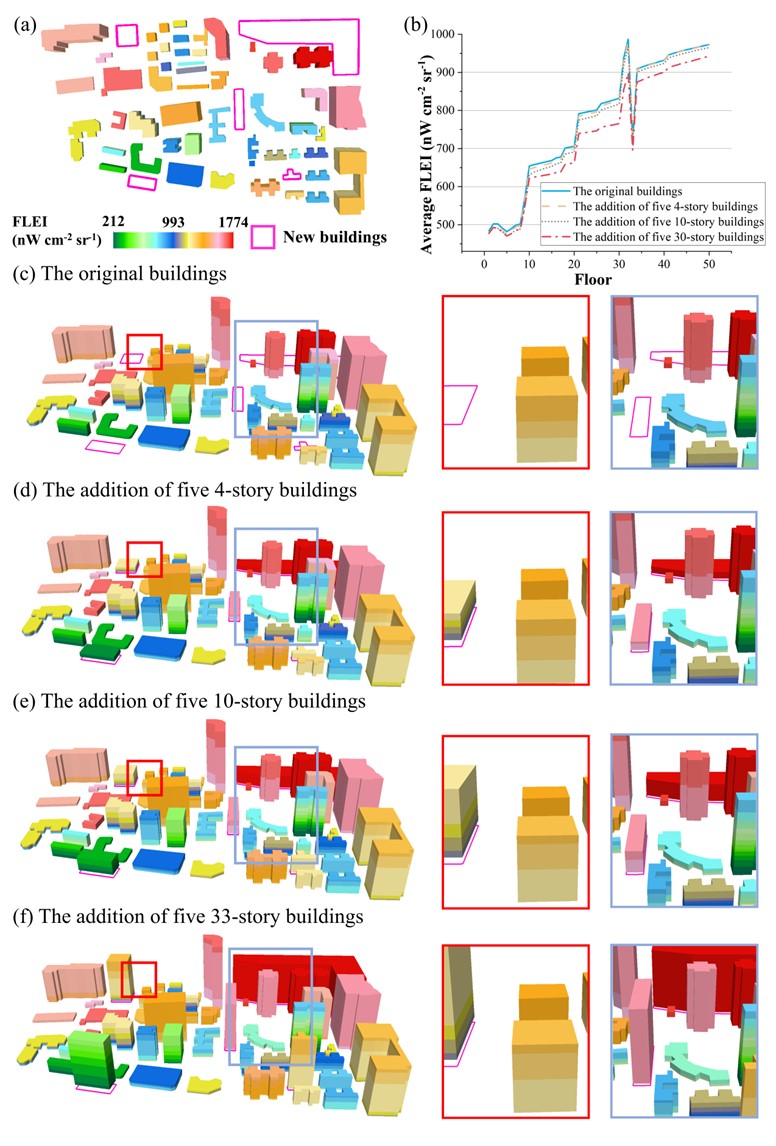 (a)
FLEI
(nW cm-2 sr-1)
212 993 1774
New buildings
(b)
Average FLEI (nW cm-2 sr-1)
1000
900
800
700
600
500
0 10 20 30 40 50
Floor
The original buildings
The addition of five 4-story buildings
The addition of five 10-story buildings
The addition of five 30-story buildings
(c) The original buildings
(d) The addition of five 4-story buildings
(e) The addition of five 10-story buildings
(f) The addition of five 33-story buildings